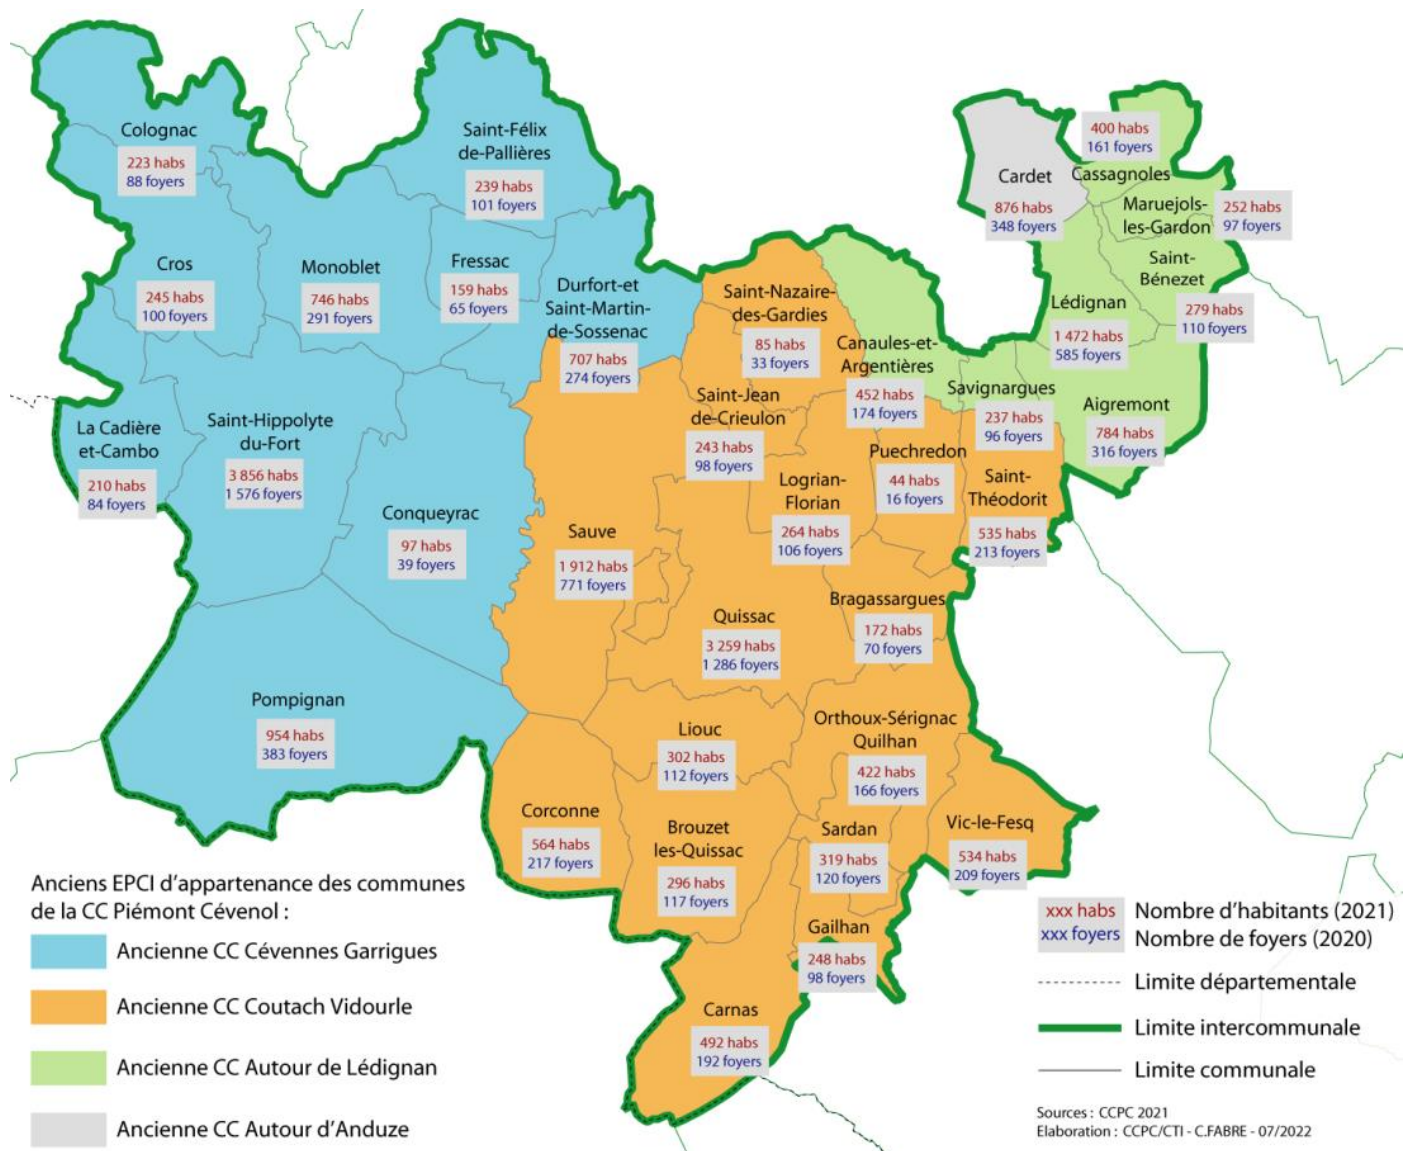 Colognac
223 habs
88 foyers
Saint-Félix
de-Pallières
239 habs
101 foyers
400 habs
161 foyers
Cassagnoles
Cardet
876 habs
348 foyers
Maruejols-
les-Gardon
252 habs
97 foyers
Saint-
Bénezet
279 habs
110 foyers
Cros
245 habs
100 foyers
Monoblet
746 habs
291 foyers
Fressac
159 habs
65 foyers
Durfort-et
Saint-Martin-
de-Sossenac
707 habs
274 foyers
Saint-Nazaire-
des-Gardies
85 habs
33 foyers
Canaules-et-
Argentières
452 habs
174 foyers
Lédignan
1 472 habs
585 foyers
Savignargues
237 habs
96 foyers
Aigremont
784 habs
316 foyers
La Cadière
et-Cambo
210 habs
84 foyers
Saint-Hippolyte
du-Fort
3 856 habs
1 576 foyers
Conqueyrac
97 habs
39 foyers
Saint-Jean
de-Crieulon
243 habs
98 foyers
Puechredon
44 habs
16 foyers
Logrian-
Florian
264 habs
106 foyers
Saint-
Théodorit
535 habs
213 foyers
Sauve
1 912 habs
771 foyers
Quissac
3 259 habs
1 286 foyers
Bragassargues
172 habs
70 foyers
Pompignan
954 habs
383 foyers
Liouc
302 habs
112 foyers
Orthoux-Sérignac
Quilhan
422 habs
166 foyers
Corconne
564 habs
217 foyers
Brouzet
les-Quissac
296 habs
117 foyers
Sardan
319 habs
120 foyers
Vic-le-Fesq
534 habs
209 foyers
Gailhan
248 habs
98 foyers
Carnas
492 habs
192 foyers
Anciens EPCI d'appartenance des communes
de la CC Piémont Cévenol :
Ancienne CC Cévennes Garrigues
Ancienne CC Coutach Vidourle
Ancienne CC Autour de Lédignan
Ancienne CC Autour d'Anduze
xxx habs
xxx foyers
Nombre d'habitants (2021)
Nombre de foyers (2020)
Limite départementale
Limite intercommunale
Limite communale
Sources : CCPC 2021
Elaboration : CCPC/CTI - C.FABRE - 07/2022